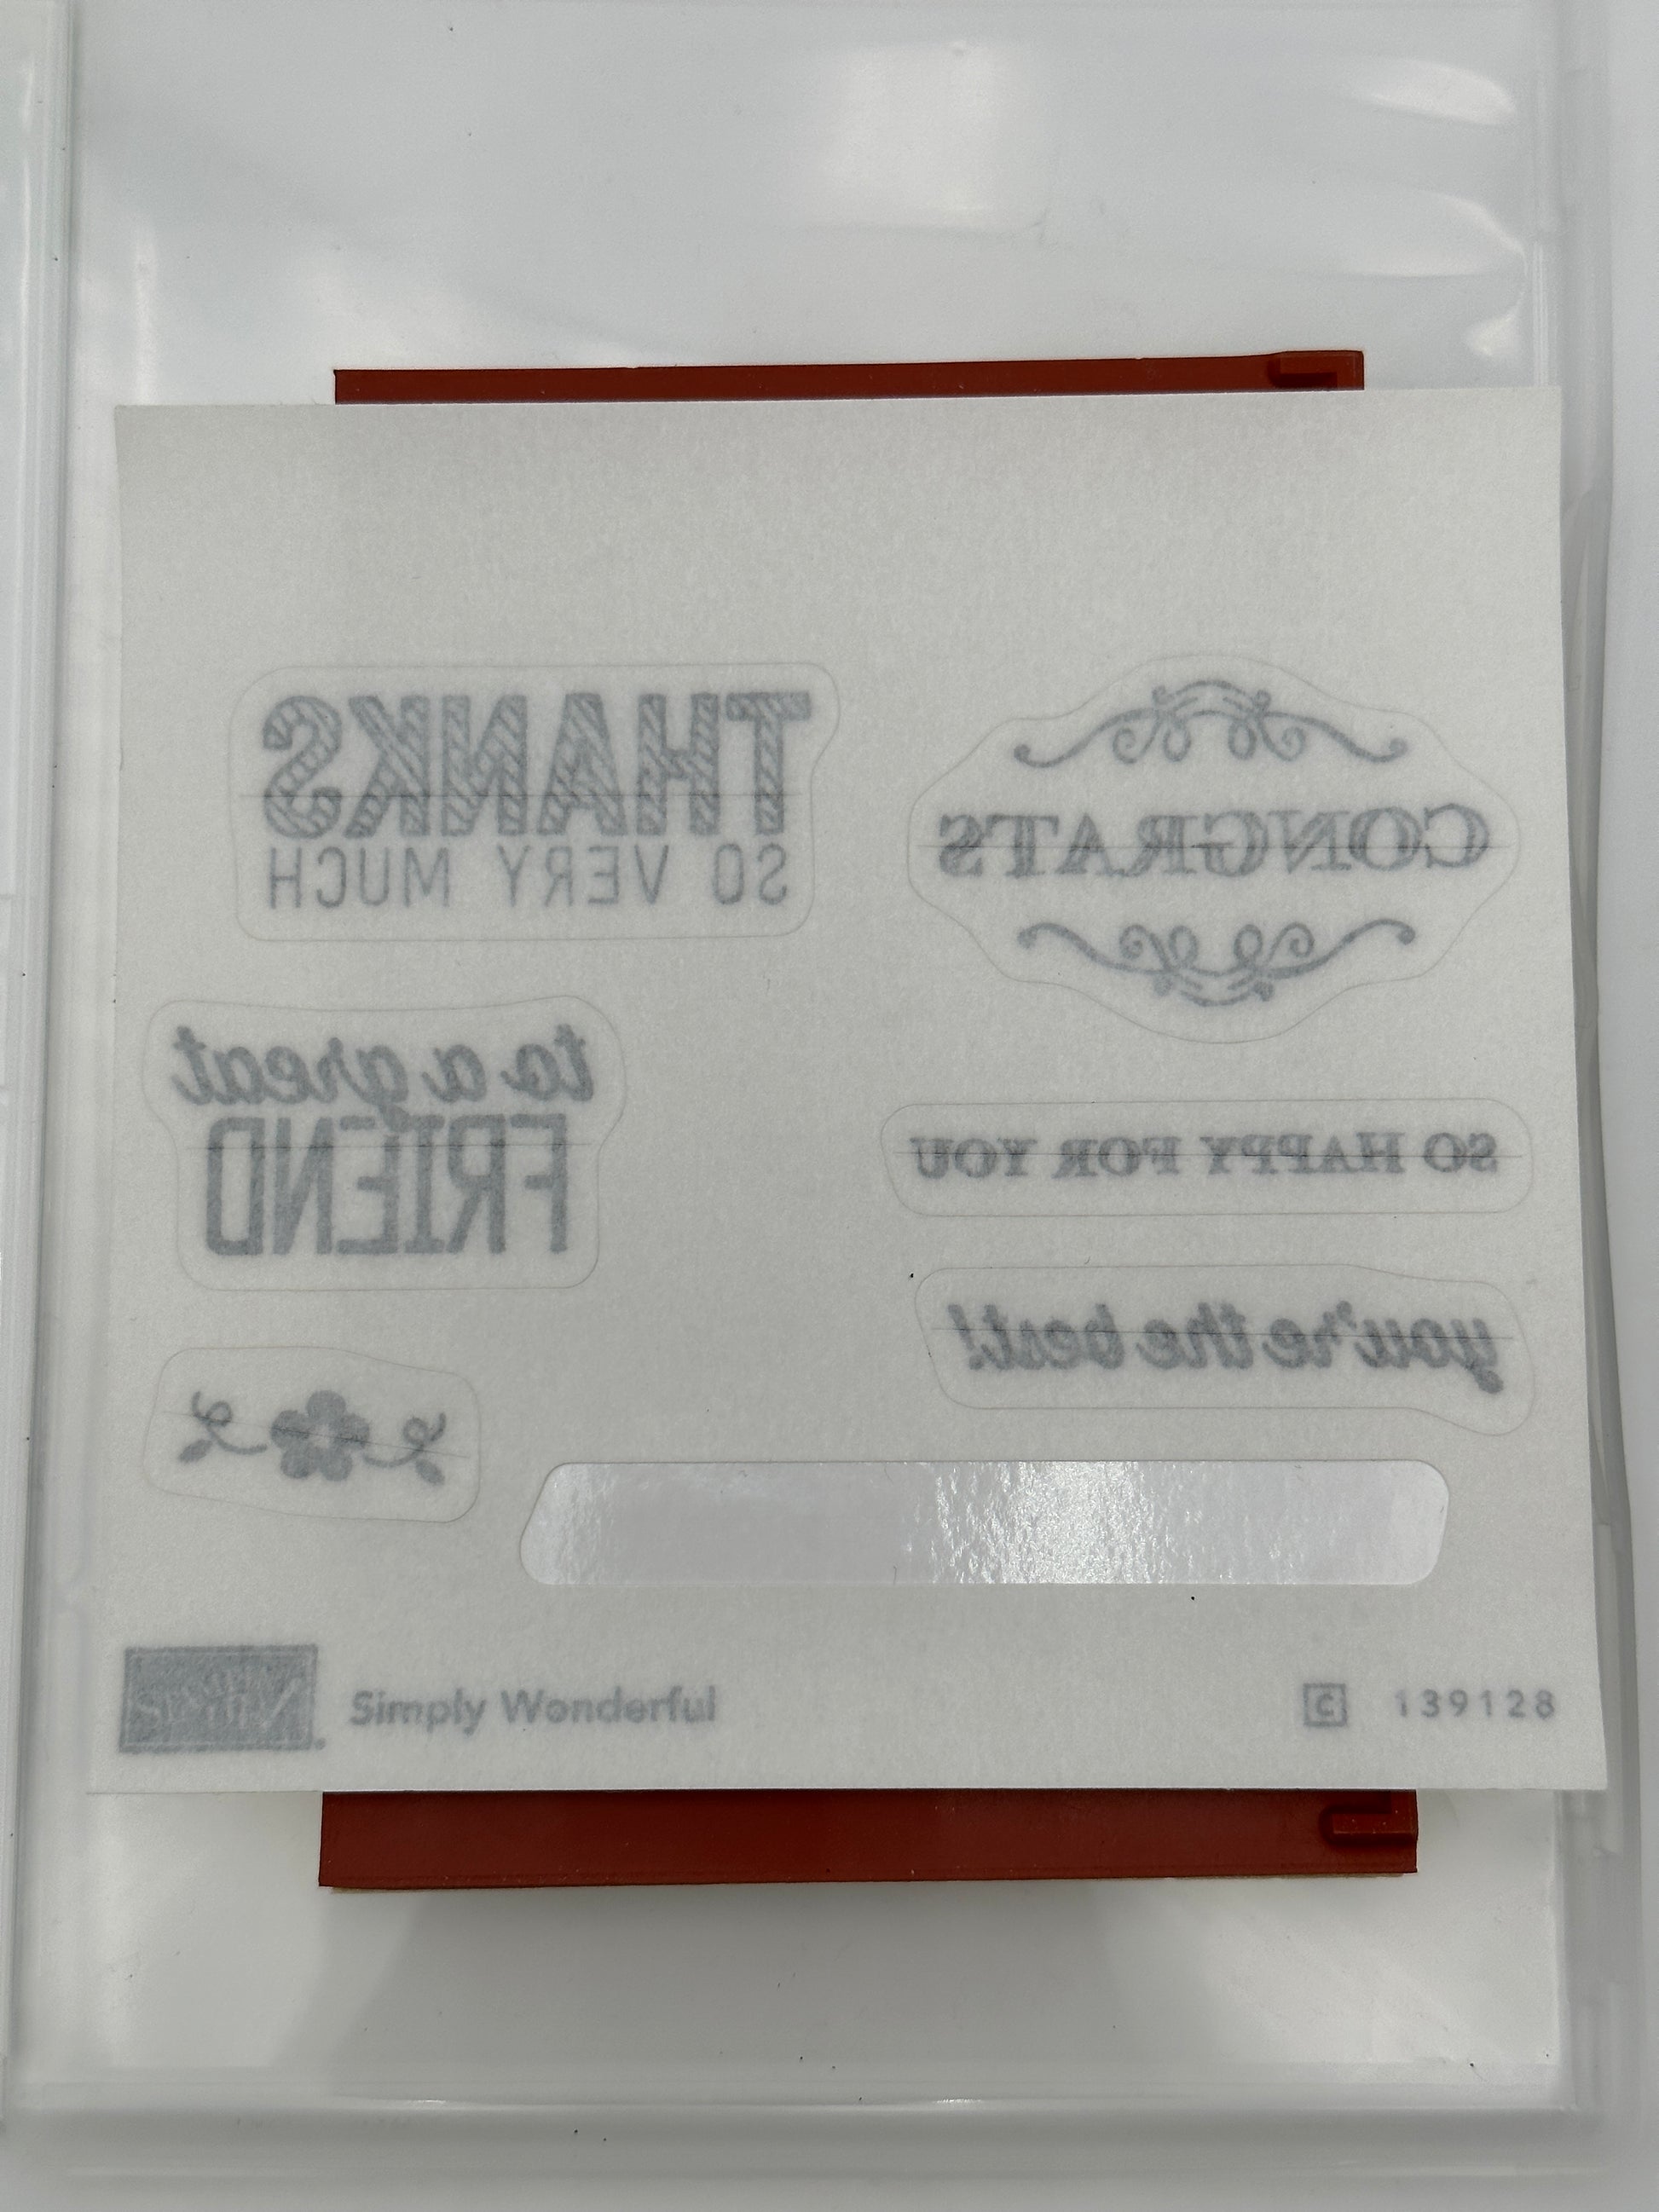 THANKS
SO VERY MUCH
CONGRATS
to a great
FRIEND
SO HAPPY FOR YOU
you're the best!
Simply Wonderful
C 139128